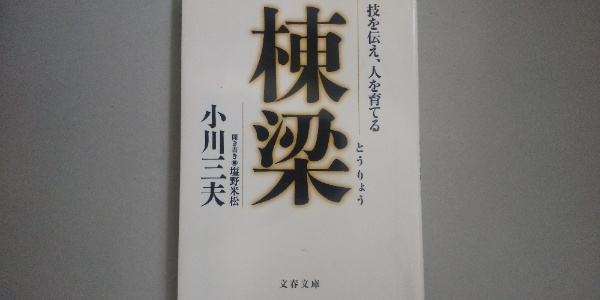 技を伝え、人を育てる
棟梁
とうりょう
小川三夫
聞き書き●塩野米松
文春文庫